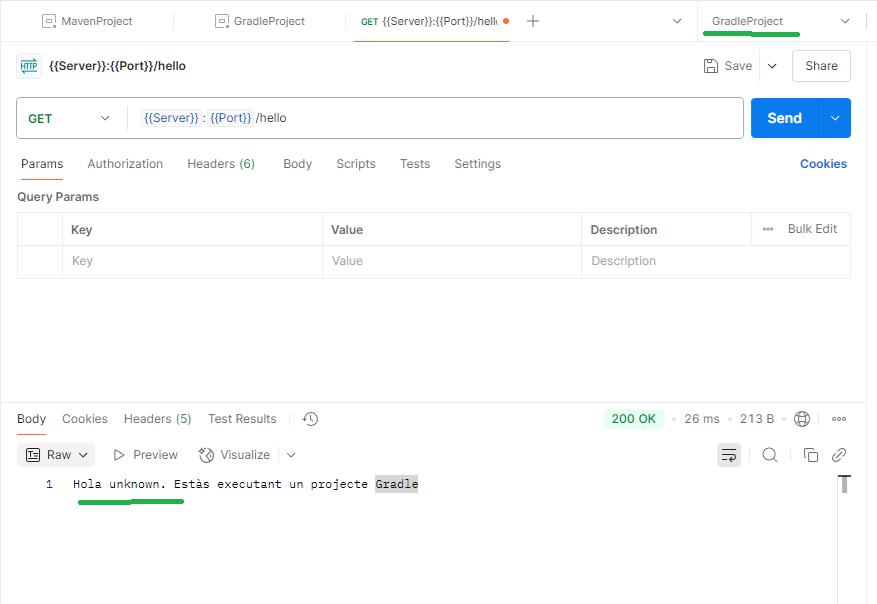 MavenProject GradleProject GET {{Server}}:{{Port}}/hell GradleProject
HTTP {{Server}}:{{Port}}/hello Save Share
GET {{Server}} : {{Port}} /hello Send
Params Authorization Headers (6) Body Scripts Tests Settings Cookies
Query Params
Key Value Description Bulk Edit
Key Value Description
Body Cookies Headers (5) Test Results 200 OK 26 ms 213 B
Raw Preview Visualize
1 Hola unknown. Estàs executant un projecte Gradle